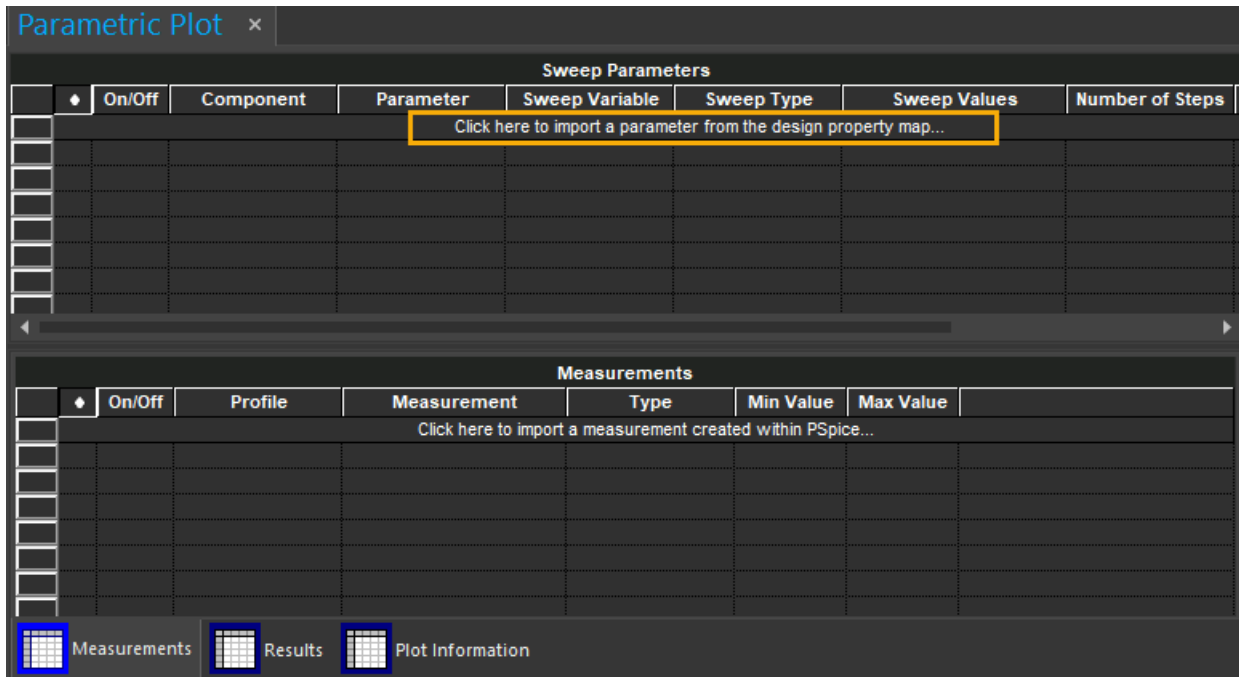 Parametric Plot ×
Sweep Parameters
On/Off Component Parameter Sweep Variable Sweep Type Sweep Values Number of Steps
Click here to import a parameter from the design property map...
Measurements
On/Off Profile Measurement Type Min Value Max Value
Click here to import a measurement created within PSpice...
Measurements Results Plot Information